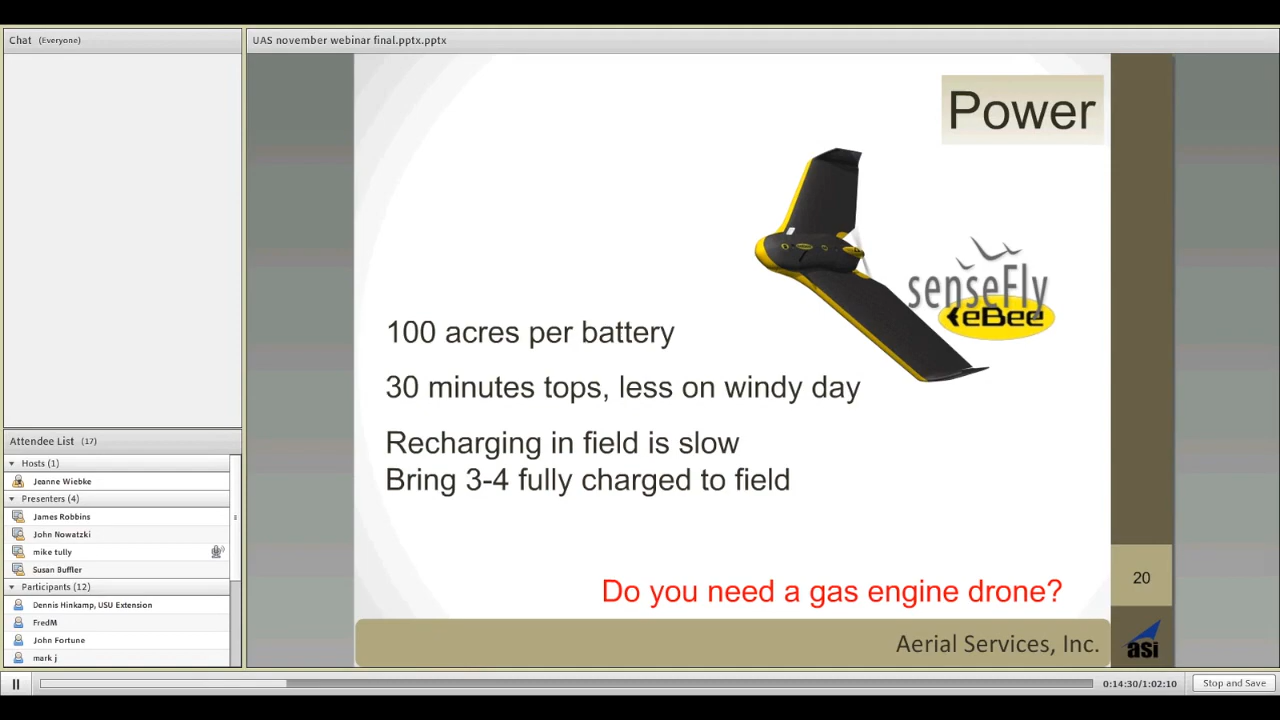 Chat (Everyone)
UAS november webinar final.pptx.pptx
Power
senseFly
eBee
100 acres per battery
30 minutes tops, less on windy day
Recharging in field is slow
Bring 3-4 fully charged to field
Do you need a gas engine drone?
20
Aerial Services, Inc.
asi
Attendee List (17)
Hosts (1)
Jeanne Wiebke
Presenters (4)
James Robbins
John Nowatzki
mike tully
Susan Buffler
Participants (12)
Dennis Hinkamp, USU Extension
FredM
John Fortune
mark j
0:14:30/1:02:10
Stop and Save